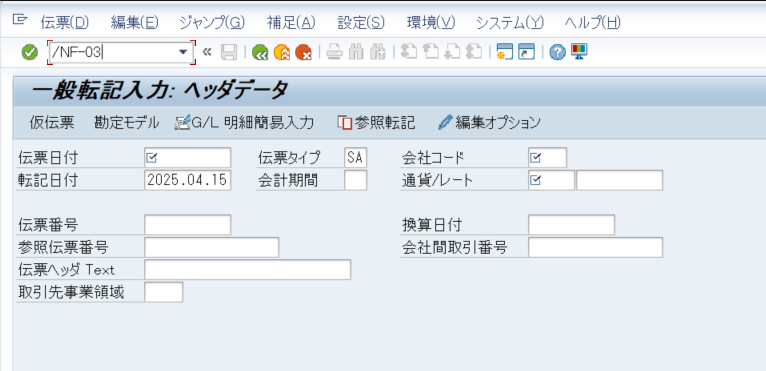 伝票(D) 編集(E) ジャンプ(G) 補足(A) 設定(S) 環境(V) システム(Y) ヘルプ(H)
/NF-03
一般転記入力: ヘッダデータ
仮伝票 勘定モデル G/L 明細簡易入力 参照転記 編集オプション
伝票日付 伝票タイプ SA 会社コード
転記日付 2025.04.15 会計期間 通貨/レート
伝票番号 換算日付
参照伝票番号 会社間取引番号
伝票ヘッダ Text
取引先事業領域